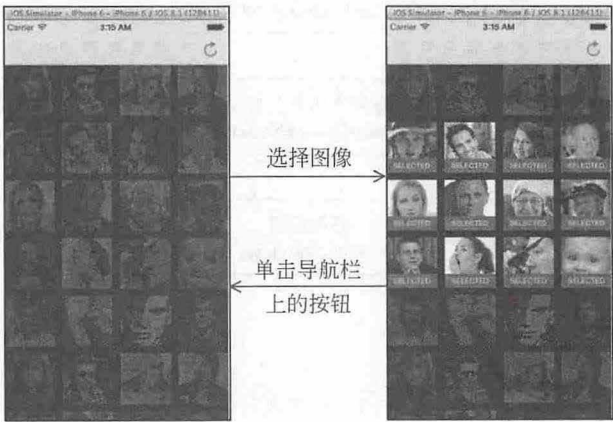 iOS Simulator - iPhone 6 - iPhone 6 / iOS 8.1 (12B411)
Carrier
3:15 AM
iOS Simulator - iPhone 6 - iPhone 6 / iOS 8.1 (12B411)
Carrier
3:15 AM
选择图像
单击导航栏
上的按钮
SELECTED SELECTED SELECTED SELECTED
SELECTED SELECTED SELECTED SELECTED
SELECTED SELECTED SELECTED SELECTED